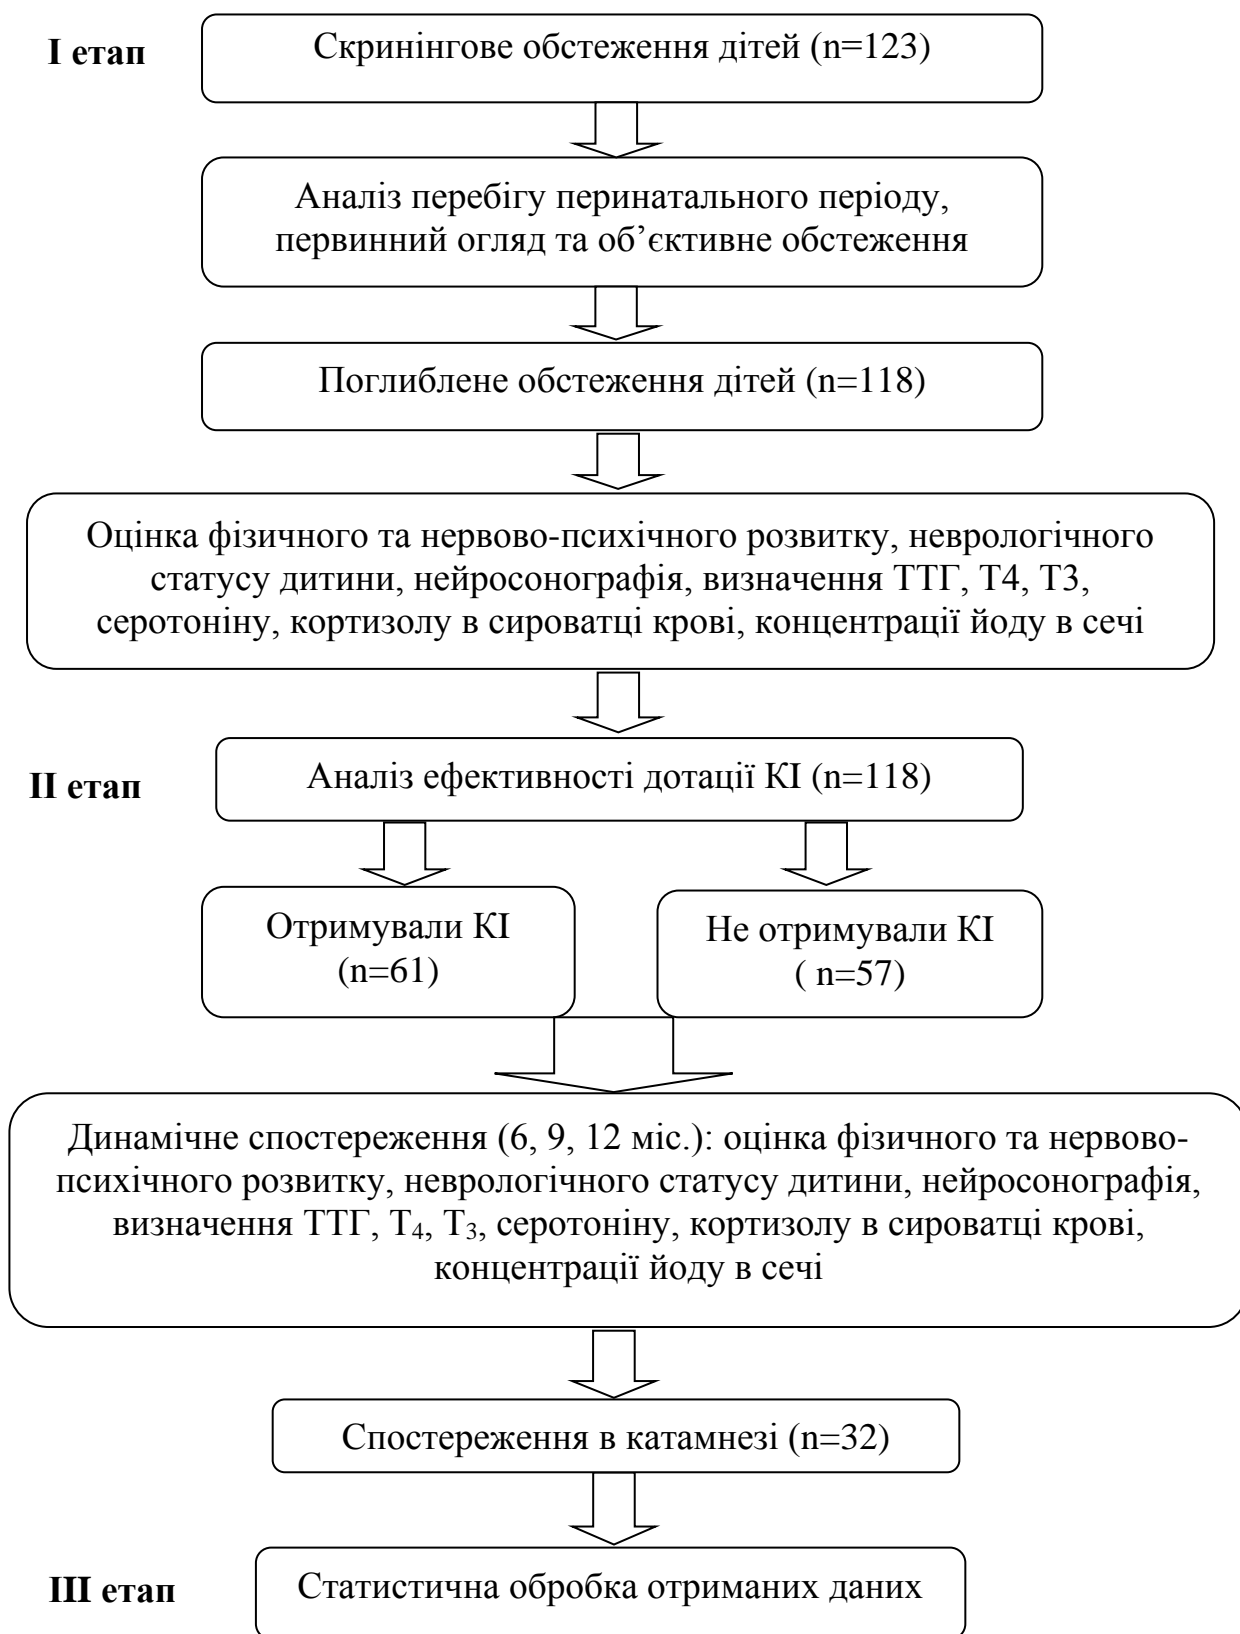 І етап
Скринінгове обстеження дітей (n=123)
Аналіз перебігу перинатального періоду,
первинний огляд та об’єктивне обстеження
Поглиблене обстеження дітей (n=118)
Оцінка фізичного та нервово-психічного розвитку, неврологічного
статусу дитини, нейросонографія, визначення ТТГ, Т4, Т3,
серотоніну, кортизолу в сироватці крові, концентрації йоду в сечі
ІІ етап
Аналіз ефективності дотації КІ (n=118)
Отримували КІ
(n=61)
Не отримували КІ
( n=57)
Динамічне спостереження (6, 9, 12 міс.): оцінка фізичного та нервово-
психічного розвитку, неврологічного статусу дитини, нейросонографія,
визначення ТТГ, Т₄, Т₃, серотоніну, кортизолу в сироватці крові,
концентрації йоду в сечі
Спостереження в катамнезі (n=32)
ІІІ етап
Статистична обробка отриманих даних